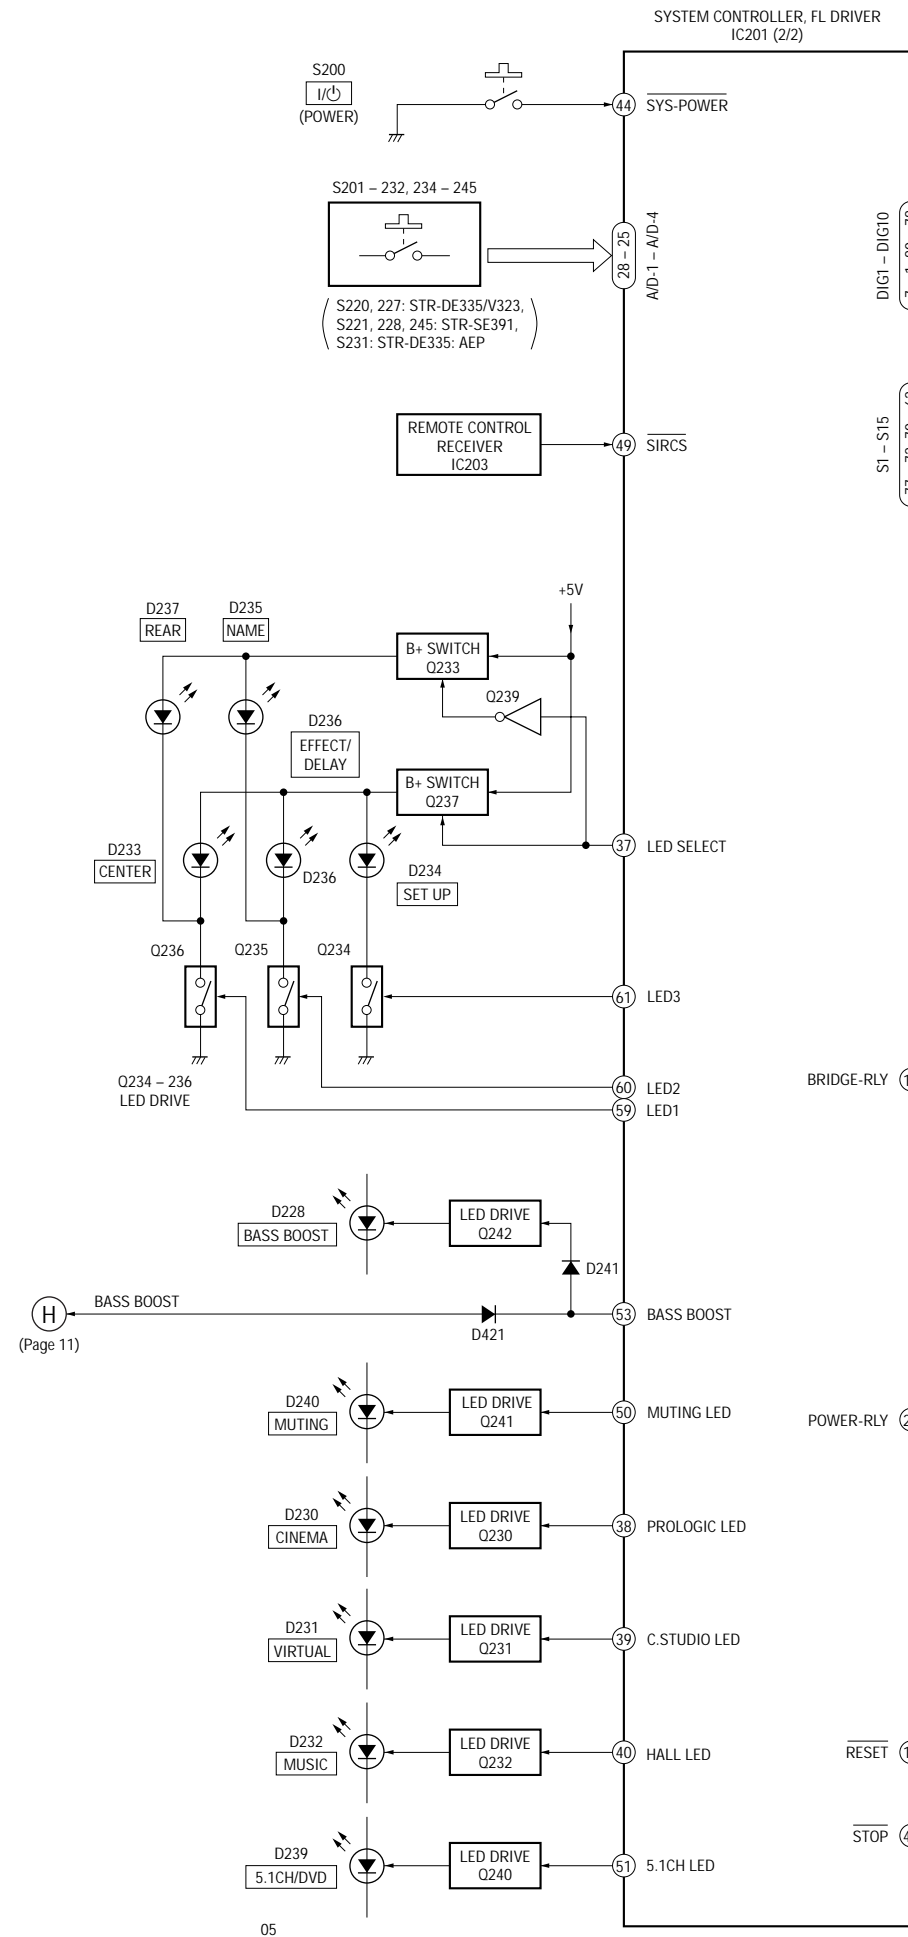 SYSTEM CONTROLLER, FL DRIVER
IC201 (2/2)
S200
I/⏻
(POWER)
44 SYS-POWER
S201 – 232, 234 – 245
28 – 25
A/D-1 – A/D-4
DIG1 – DIG10
S220, 227: STR-DE335/V323,
S221, 228, 245: STR-SE391,
S231: STR-DE335: AEP
REMOTE CONTROL
RECEIVER
IC203
49 SIRCS
S1 – S15
+5V
D237
REAR
D235
NAME
B+ SWITCH
Q233
Q239
D236
EFFECT/
DELAY
B+ SWITCH
Q237
37 LED SELECT
D233
CENTER
D236
D234
SET UP
Q236
Q235
Q234
61 LED3
Q234 – 236
LED DRIVE
60 LED2
59 LED1
BRIDGE-RLY
D228
BASS BOOST
LED DRIVE
Q242
D241
H
BASS BOOST
(Page 11)
D421
53 BASS BOOST
D240
MUTING
LED DRIVE
Q241
50 MUTING LED
POWER-RLY
D230
CINEMA
LED DRIVE
Q230
38 PROLOGIC LED
D231
VIRTUAL
LED DRIVE
Q231
39 C.STUDIO LED
D232
MUSIC
LED DRIVE
Q232
40 HALL LED
RESET
STOP
D239
5.1CH/DVD
LED DRIVE
Q240
51 5.1CH LED
05